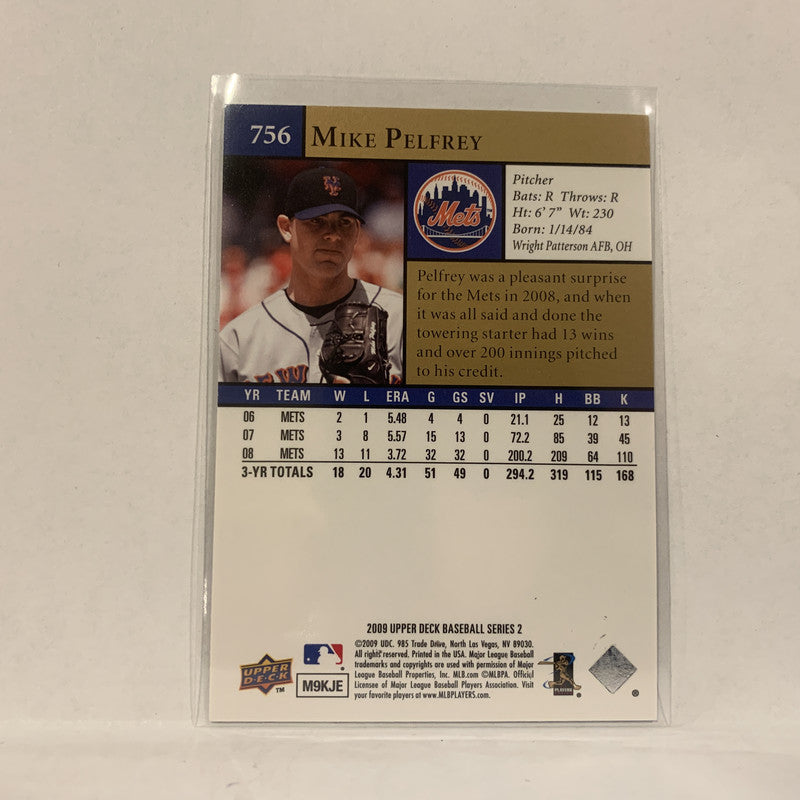 756 MIKE PELFREY
NY
Mets
Pitcher
Bats: R Throws: R
Ht: 6' 7" Wt: 230
Born: 1/14/84
Wright Patterson AFB, OH
Pelfrey was a pleasant surprise
for the Mets in 2008, and when
it was all said and done the
towering starter had 13 wins
and over 200 innings pitched
to his credit.
YR TEAM W L ERA G GS SV IP H BB K
06 METS 2 1 5.48 4 4 0 21.1 25 12 13
07 METS 3 8 5.57 15 13 0 72.2 85 39 45
08 METS 13 11 3.72 32 32 0 200.2 209 64 110
3-YR TOTALS 18 20 4.31 51 49 0 294.2 319 115 168
2009 UPPER DECK BASEBALL SERIES 2
©2009 UDC. 985 Trade Drive, North Las Vegas, NV 89030.
All rights reserved. Printed in the USA. Major League Baseball
trademarks and copyrights are used with permission of Major
League Baseball Properties, Inc. MLB.com ©MLBPA. Official
Licensee of Major League Baseball Players Association. Visit
your favorite players at www.MLBPLAYERS.com.
UPPER DECK TM
M9KJE
PLAYERS